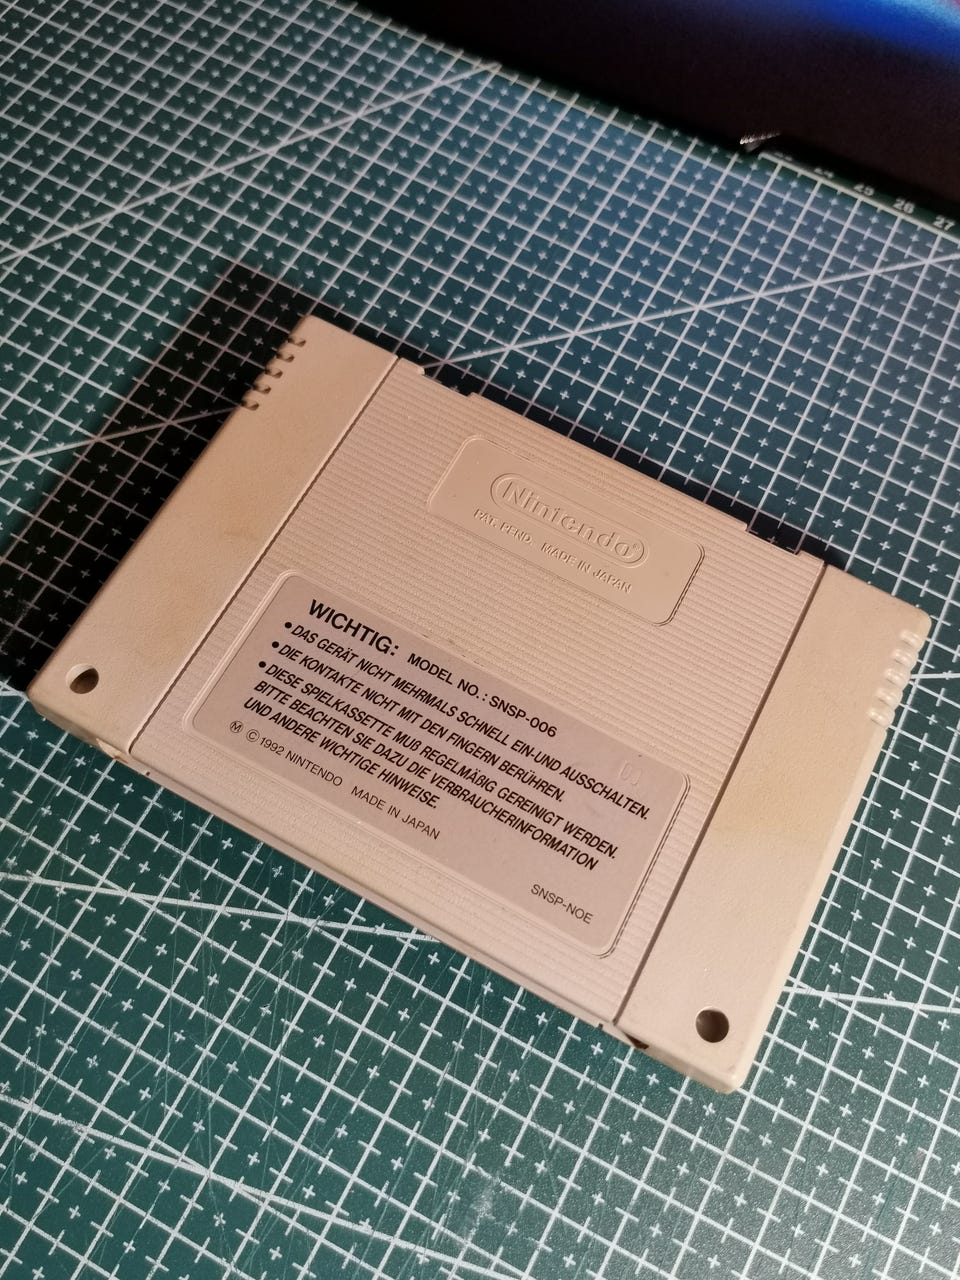 24
25
26
27
Nintendo®
PAT. PEND. MADE IN JAPAN
WICHTIG: MODEL NO.: SNSP-006
•DAS GERÄT NICHT MEHRMALS SCHNELL EIN-UND AUSSCHALTEN.
•DIE KONTAKTE NICHT MIT DEN FINGERN BERÜHREN.
•DIESE SPIELKASSETTE MUß REGELMÄßIG GEREINIGT WERDEN.
BITTE BEACHTEN SIE DAZU DIE VERBRAUCHERINFORMATION
UND ANDERE WICHTIGE HINWEISE
Ⓜ © 1992 NINTENDO MADE IN JAPAN
SNSP-NOE